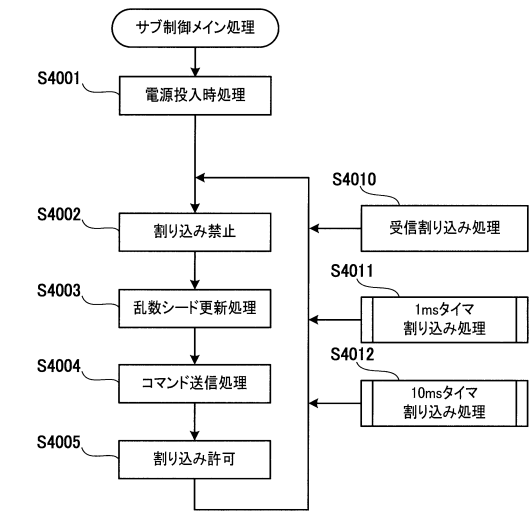 サブ制御メイン処理
S4001
電源投入時処理
S4002
割り込み禁止
S4003
乱数シード更新処理
S4004
コマンド送信処理
S4005
割り込み許可
S4010
受信割り込み処理
S4011
1msタイマ
割り込み処理
S4012
10msタイマ
割り込み処理